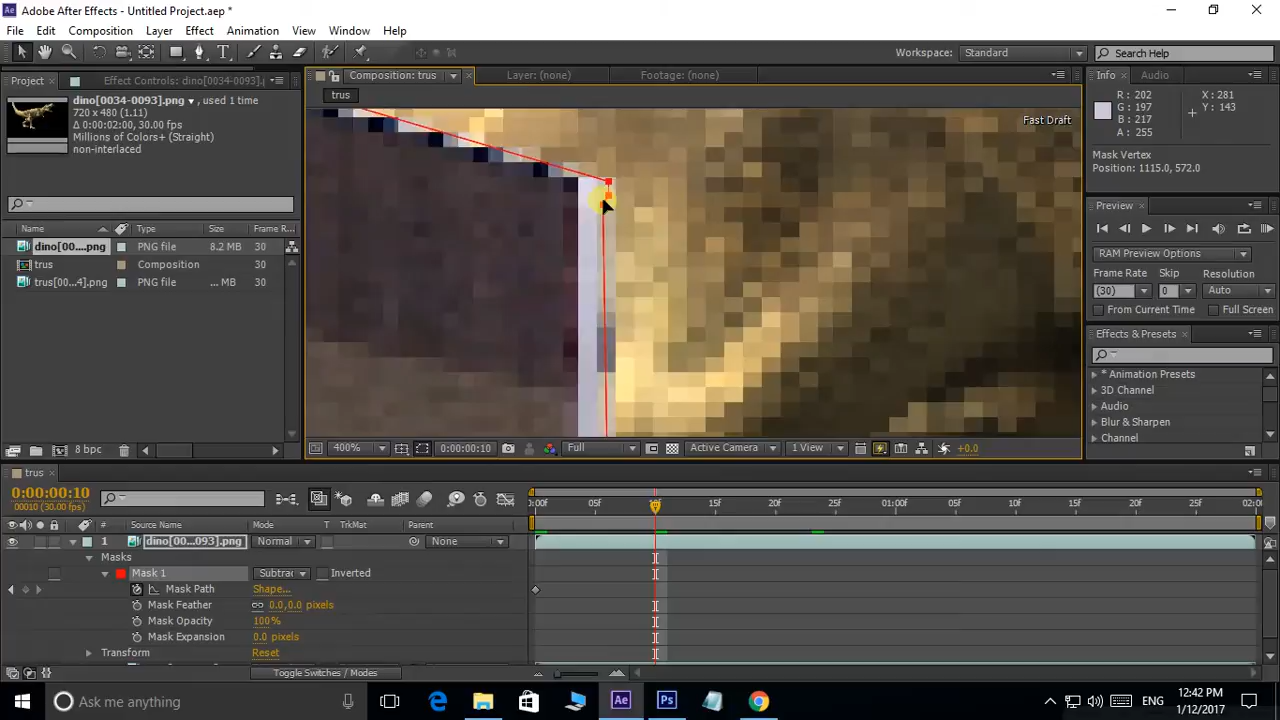 Adobe After Effects - Untitled Project.aep *
File Edit Composition Layer Effect Animation View Window Help
Workspace: Standard Search Help
Project Effect Controls: dino[0034-0093].p Composition: trus Layer: (none) Footage: (none) Info Audio
dino[0034-0093].png , used 1 time
720 x 480 (1.11)
Δ 0:00:02:00, 30.00 fps
Millions of Colors+ (Straight)
non-interlaced
trus
Fast Draft
R: 202 X: 281
G: 197 Y: 143
B: 217
A: 255
Mask Vertex
Position: 1115.0, 572.0
Preview
RAM Preview Options
Frame Rate Skip Resolution
(30) 0 Auto
From Current Time Full Screen
Effects & Presets
* Animation Presets
3D Channel
Audio
Blur & Sharpen
Channel
Name Type Size Frame R
dino[00....png PNG file 8.2 MB 30
trus Composition 30
trus[00...4].png PNG file ... MB 30
8 bpc
400% 0:00:00:10 Full Active Camera 1 View +0.0
trus
0:00:00:10
00010 (30.00 fps)
:00f 05f 10f 15f 20f 25f 01:00f 05f 10f 15f 20f 25f 02:0
# Source Name Mode T TrkMat Parent
1 dino[00...093].png Normal None
Masks
Mask 1 Subtrac Inverted
Mask Path Shape...
Mask Feather 0.0,0.0 pixels
Mask Opacity 100%
Mask Expansion 0.0 pixels
Transform Reset
Toggle Switches / Modes
Ask me anything
Ae Ps
ENG
12:42 PM
1/12/2017